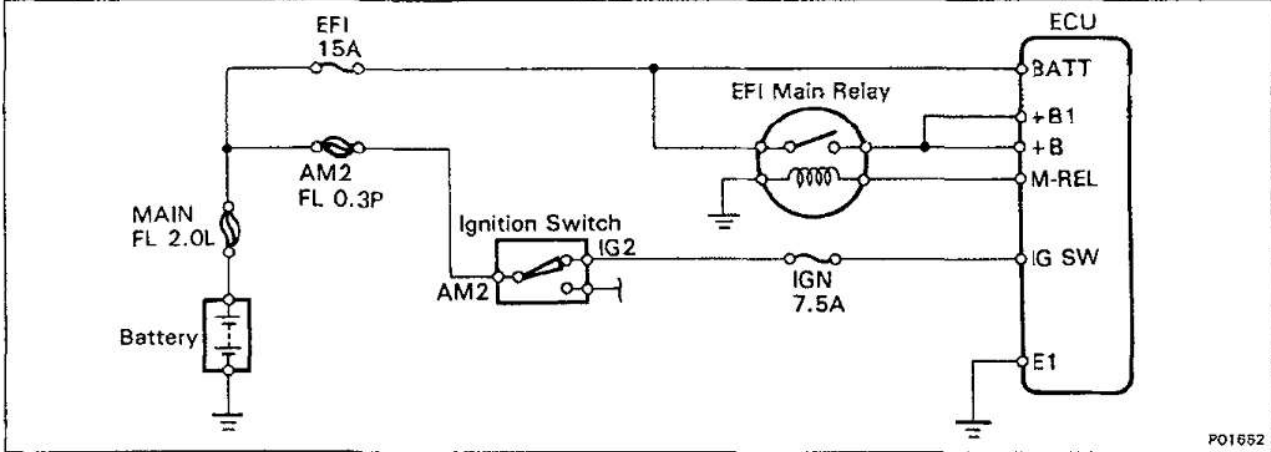 EFI
15A
ECU
BATT
EFI Main Relay
+B1
+B
AM2
FL 0.3P
M-REL
MAIN
FL 2.0L
Ignition Switch
IG2
IG SW
AM2
IGN
7.5A
Battery
E1
P01652